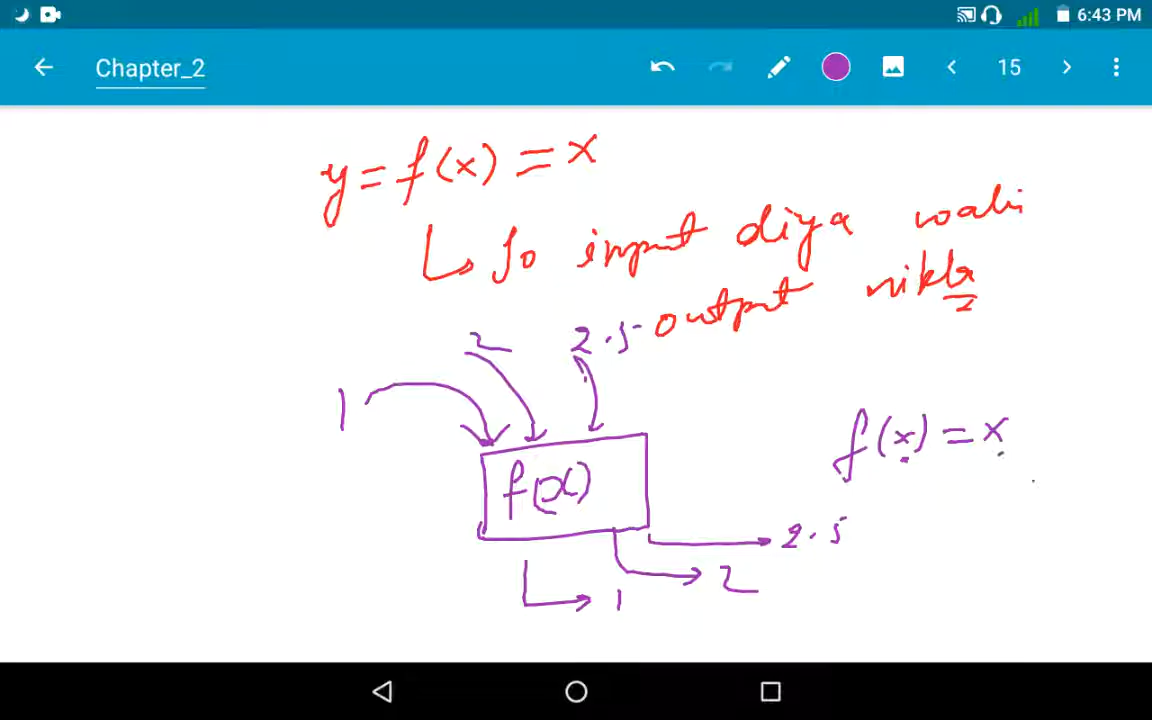 6:43 PM
Chapter_2
15
y = f(x) = x
Jo input diya wahi
output nikla
2
2.5
1
f(x) = x
f(x)
2.5
2
1